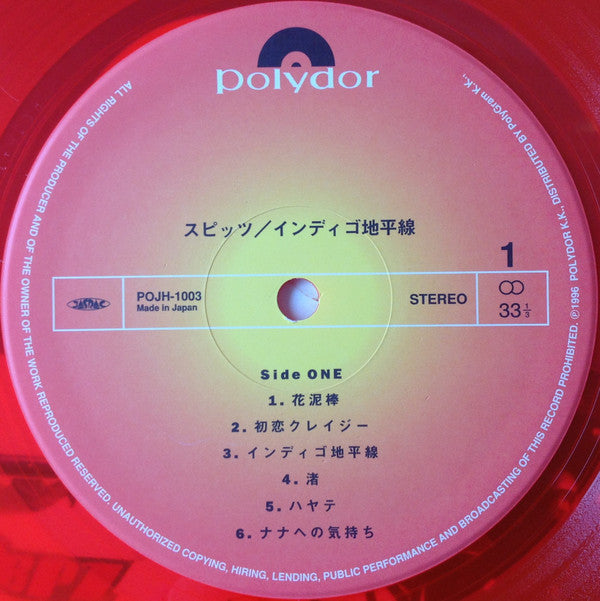 polydor
スピッツ／インディゴ地平線
1
JASRAC
POJH-1003
Made in Japan
STEREO
33 1/3
Side ONE
1. 花泥棒
2. 初恋クレイジー
3. インディゴ地平線
4. 渚
5. ハヤテ
6. ナナへの気持ち
ALL RIGHTS OF THE PRODUCER AND OF THE OWNER OF THE WORK REPRODUCED RESERVED. UNAUTHORIZED COPYING, HIRING, LENDING, PUBLIC PERFORMANCE AND BROADCASTING OF THIS RECORD PROHIBITED. ℗1996 POLYDOR K.K., DISTRIBUTED BY PolyGram K.K.,